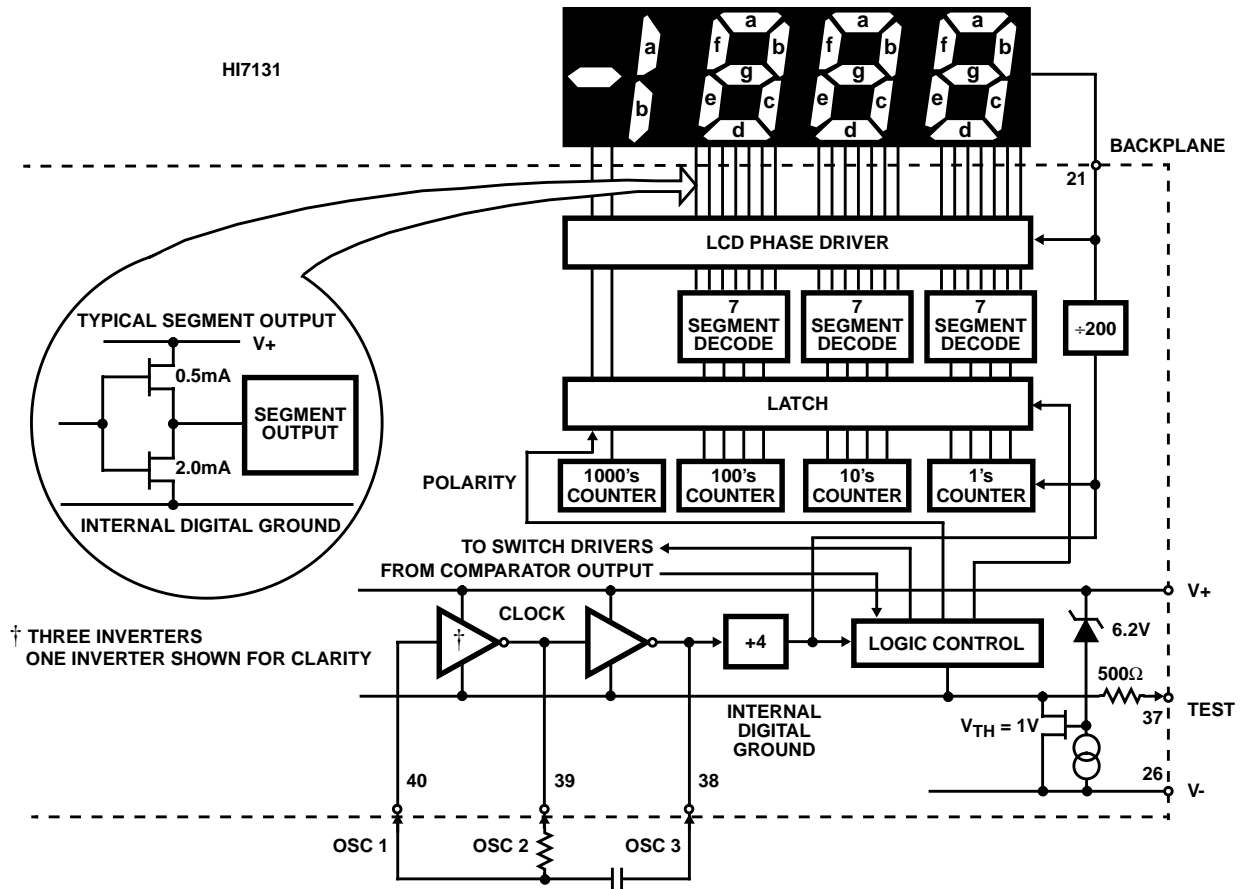 HI7131
a
b
a
f
b
g
e
c
d
a
f
b
g
e
c
d
a
f
b
g
e
c
d
BACKPLANE
21
LCD PHASE DRIVER
TYPICAL SEGMENT OUTPUT
V+
0.5mA
SEGMENT
OUTPUT
2.0mA
INTERNAL DIGITAL GROUND
7
SEGMENT
DECODE
7
SEGMENT
DECODE
7
SEGMENT
DECODE
÷200
LATCH
POLARITY
1000's
COUNTER
100's
COUNTER
10's
COUNTER
1's
COUNTER
TO SWITCH DRIVERS
FROM COMPARATOR OUTPUT
V+
CLOCK
†
+4
LOGIC CONTROL
6.2V
† THREE INVERTERS
ONE INVERTER SHOWN FOR CLARITY
500Ω
TEST
37
INTERNAL
DIGITAL
GROUND
VTH = 1V
40
39
38
26
V-
OSC 1
OSC 2
OSC 3